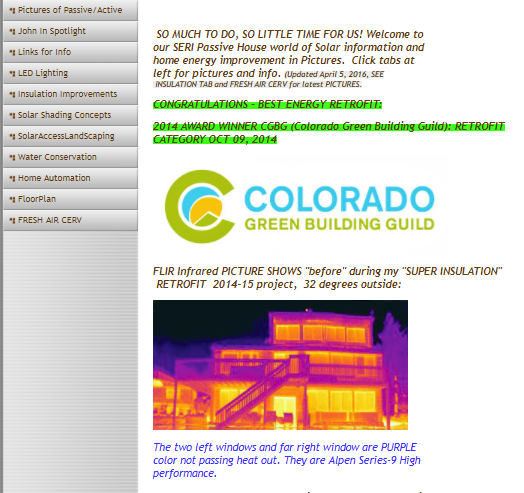 Pictures of Passive/Active
John In Spotlight
Links for Info
LED Lighting
Insulation Improvements
Solar Shading Concepts
SolarAccessLandScaping
Water Conservation
Home Automation
FloorPlan
FRESH AIR CERV
SO MUCH TO DO, SO LITTLE TIME FOR US! Welcome to
our SERI Passive House world of Solar information and
home energy improvement in Pictures. Click tabs at
left for pictures and info. (Updated April 5, 2016, SEE
INSULATION TAB and FRESH AIR CERV for latest PICTURES.
CONGRATULATIONS - BEST ENERGY RETROFIT:
2014 AWARD WINNER CGBG (Colorado Green Building Guild): RETROFIT
CATEGORY OCT 09, 2014
COLORADO
GREEN BUILDING GUILD
FLIR Infrared PICTURE SHOWS "before" during my "SUPER INSULATION"
RETROFIT 2014-15 project, 32 degrees outside:
The two left windows and far right window are PURPLE
color not passing heat out. They are Alpen Series-9 High
performance.